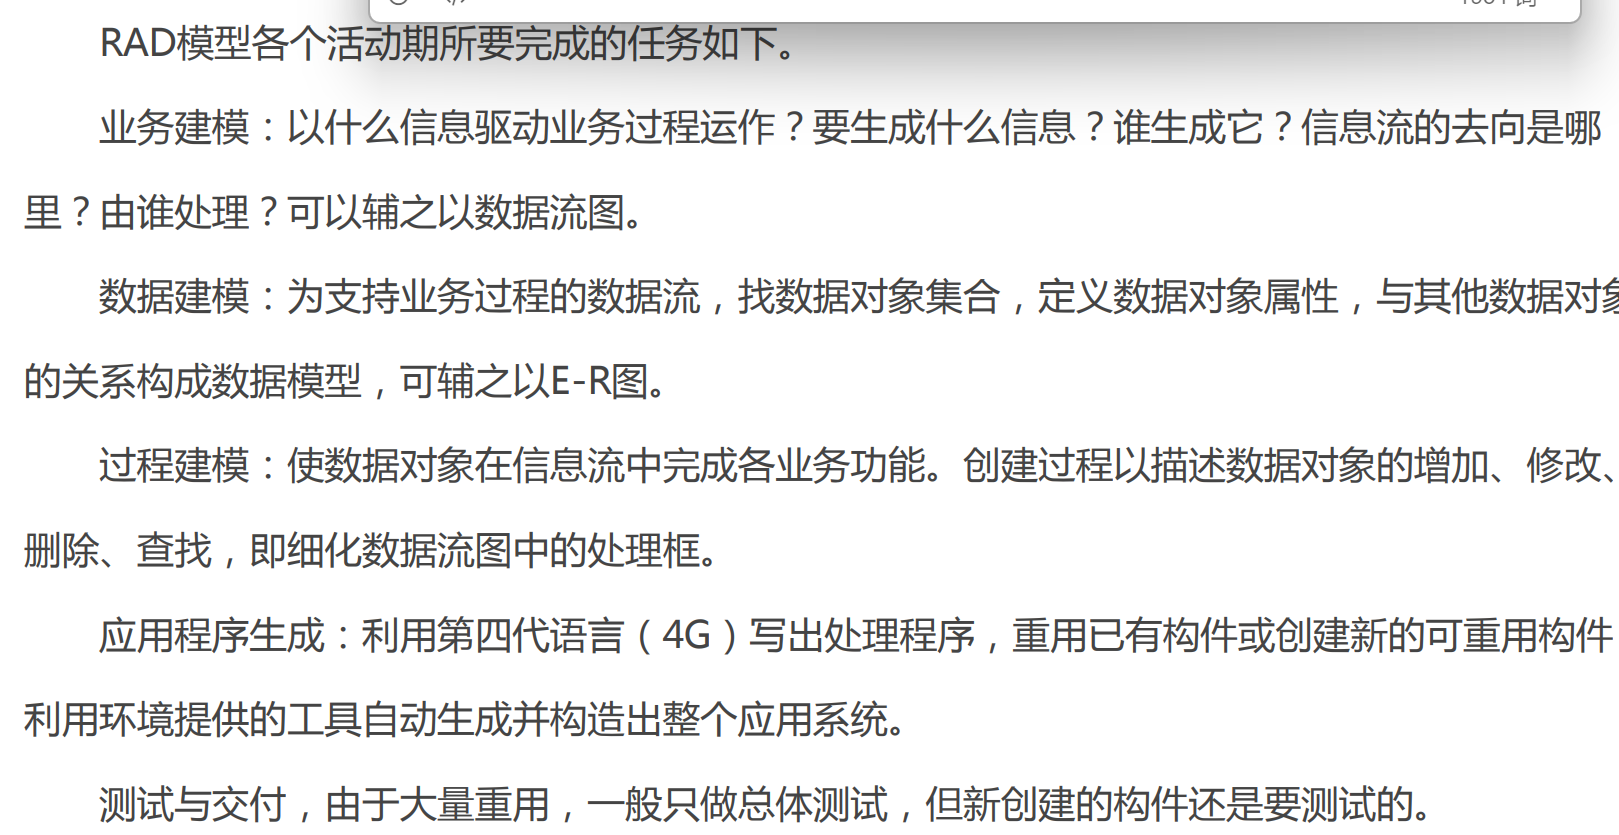 RAD模型各个活动期所要完成的任务如下。
业务建模：以什么信息驱动业务过程运作？要生成什么信息？谁生成它？信息流的去向是哪
里？由谁处理？可以辅之以数据流图。
数据建模：为支持业务过程的数据流，找数据对象集合，定义数据对象属性，与其他数据对象
的关系构成数据模型，可辅之以E-R图。
过程建模：使数据对象在信息流中完成各业务功能。创建过程以描述数据对象的增加、修改、
删除、查找，即细化数据流图中的处理框。
应用程序生成：利用第四代语言（4G）写出处理程序，重用已有构件或创建新的可重用构件
利用环境提供的工具自动生成并构造出整个应用系统。
测试与交付，由于大量重用，一般只做总体测试，但新创建的构件还是要测试的。